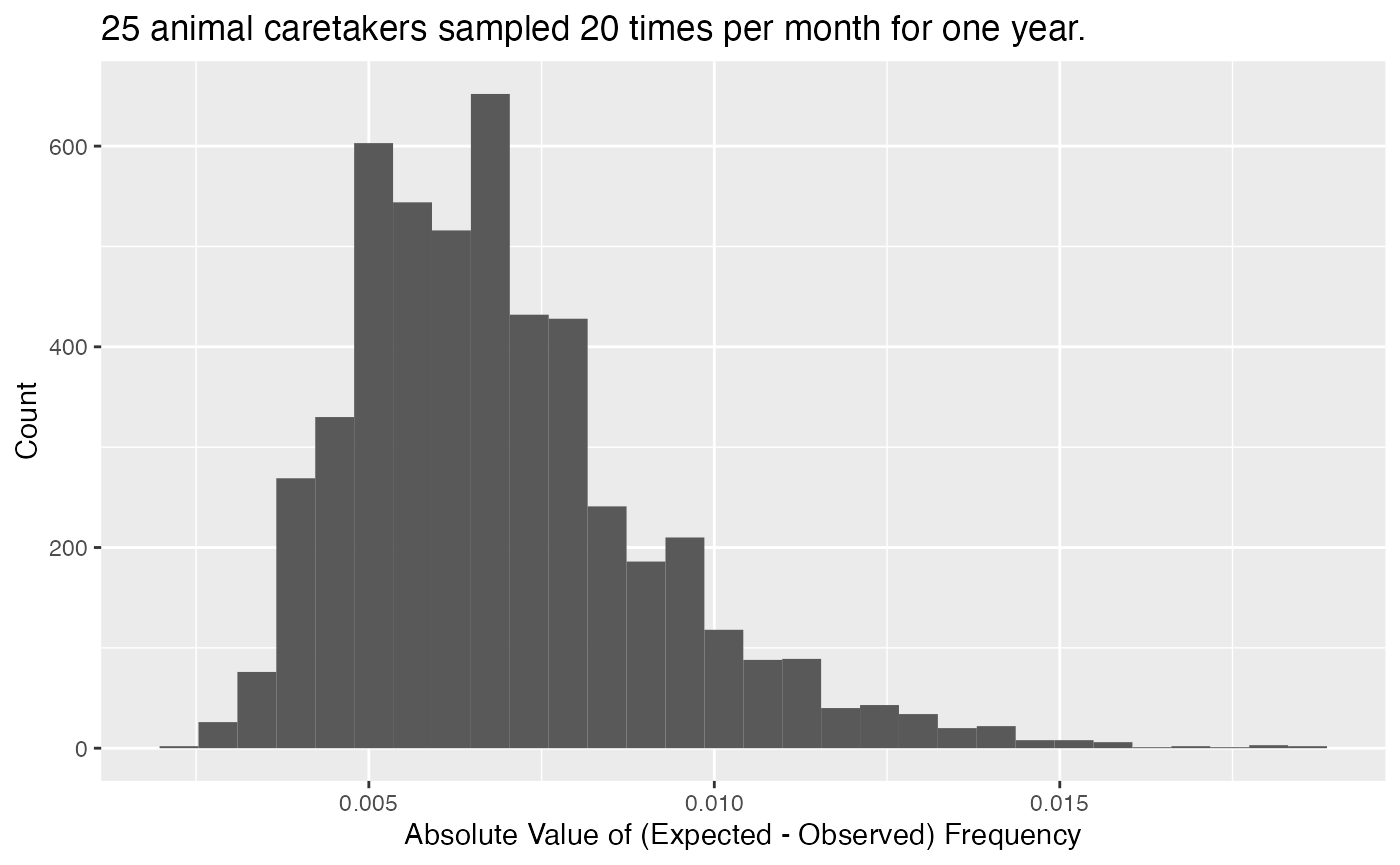 25 animal caretakers sampled 20 times per month for one year.
600
400
200
0
Count
0.005
0.010
0.015
Absolute Value of (Expected - Observed) Frequency